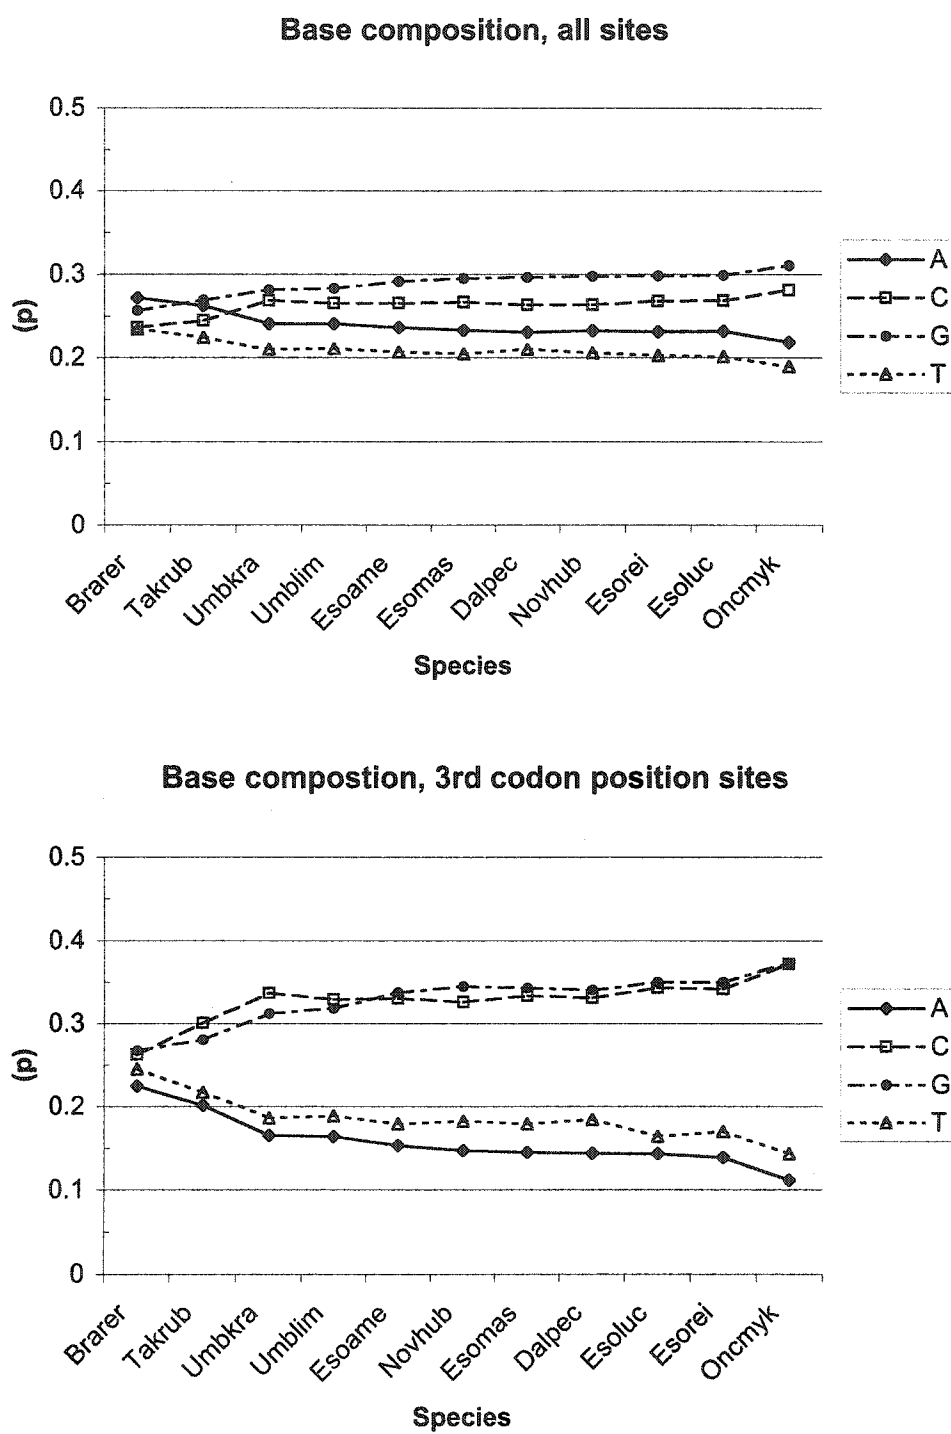 Base composition, all sites
0.5
0.4
0.3
0.2
0.1
0
(p)
A
C
G
T
Brarer
Takrub
Umbkra
Umblim
Esoame
Esomas
Dalpec
Novhub
Esorei
Esoluc
Oncmyk
Species
Base compostion, 3rd codon position sites
0.5
0.4
0.3
0.2
0.1
0
(p)
A
C
G
T
Brarer
Takrub
Umbkra
Umblim
Esoame
Novhub
Esomas
Dalpec
Esoluc
Esorei
Oncmyk
Species